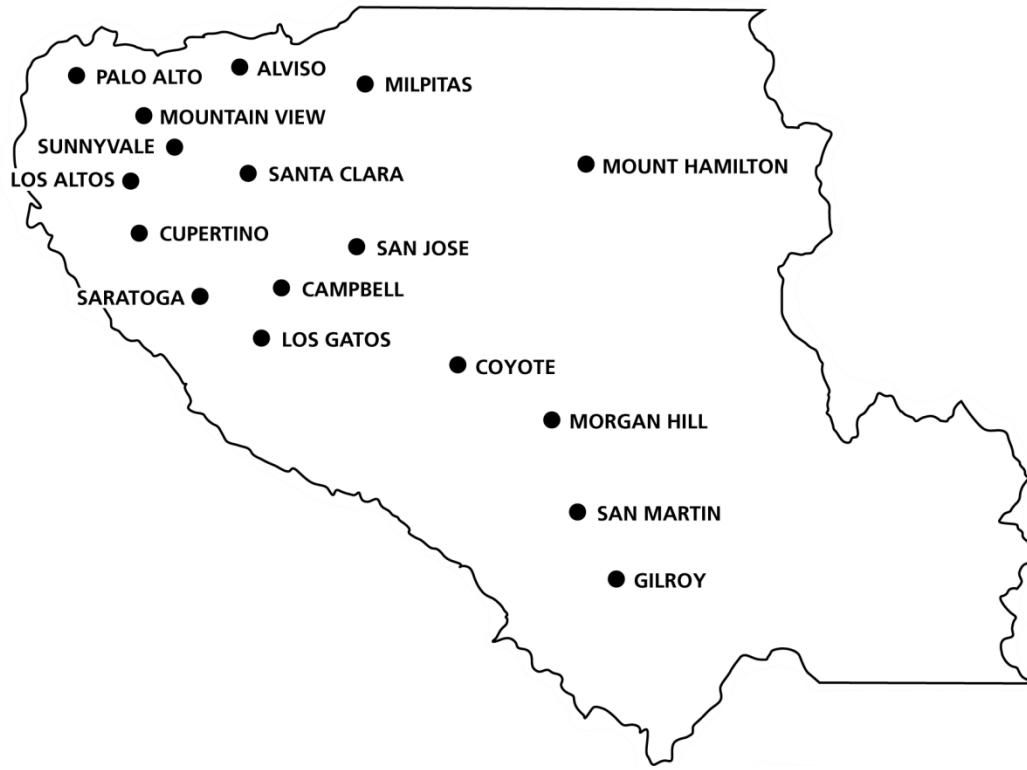 PALO ALTO
ALVISO
MILPITAS
MOUNTAIN VIEW
SUNNYVALE
MOUNT HAMILTON
SANTA CLARA
LOS ALTOS
CUPERTINO
SAN JOSE
CAMPBELL
SARATOGA
LOS GATOS
COYOTE
MORGAN HILL
SAN MARTIN
GILROY